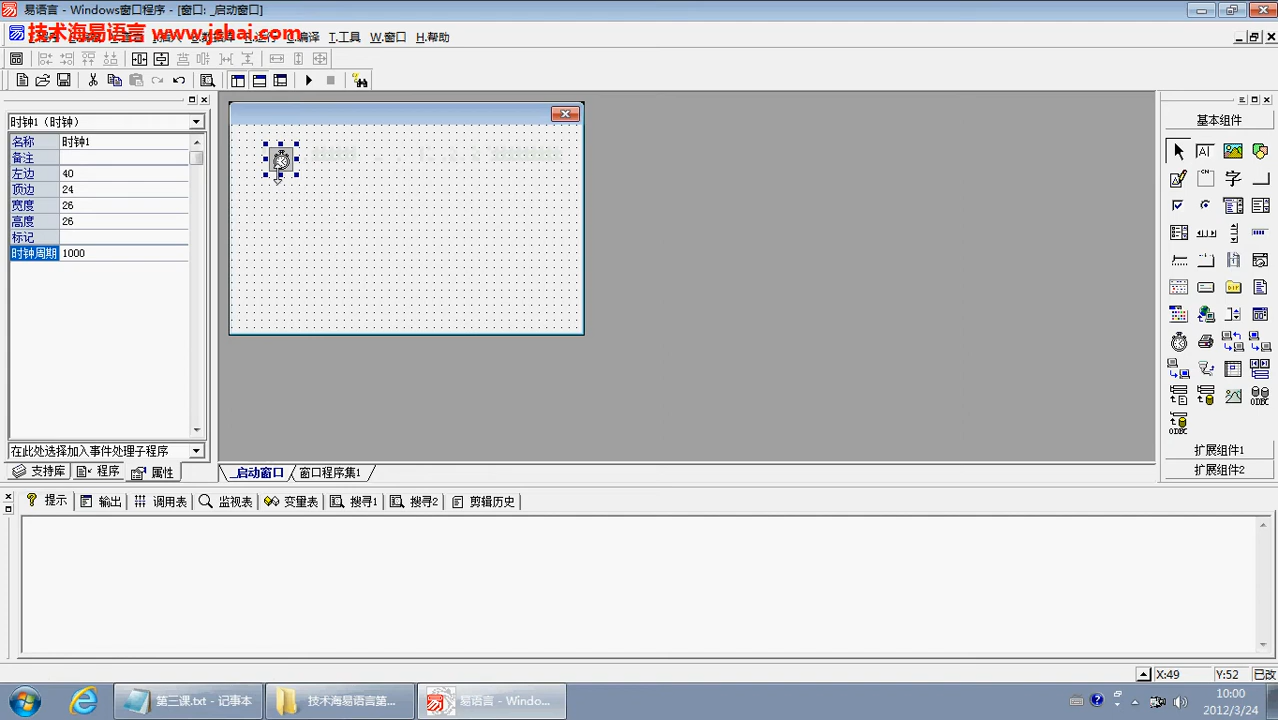 易语言 - Windows窗口程序 - [窗口: _启动窗口]
技术海易语言 www.jshai.com
T.工具 W.窗口 H.帮助
时钟1（时钟）
名称 时钟1
备注
左边 40
顶边 24
宽度 26
高度 26
标记
时钟周期 1000
在此处选择加入事件处理子程序
支持库 程序 属性
_启动窗口 窗口程序集1
基本组件
扩展组件1
扩展组件2
提示 输出 调用表 监视表 变量表 搜寻1 搜寻2 剪辑历史
X:49 Y:52 已改
第三课.txt - 记事本 技术海易语言第... 易语言 - Windo...
10:00
2012/3/24